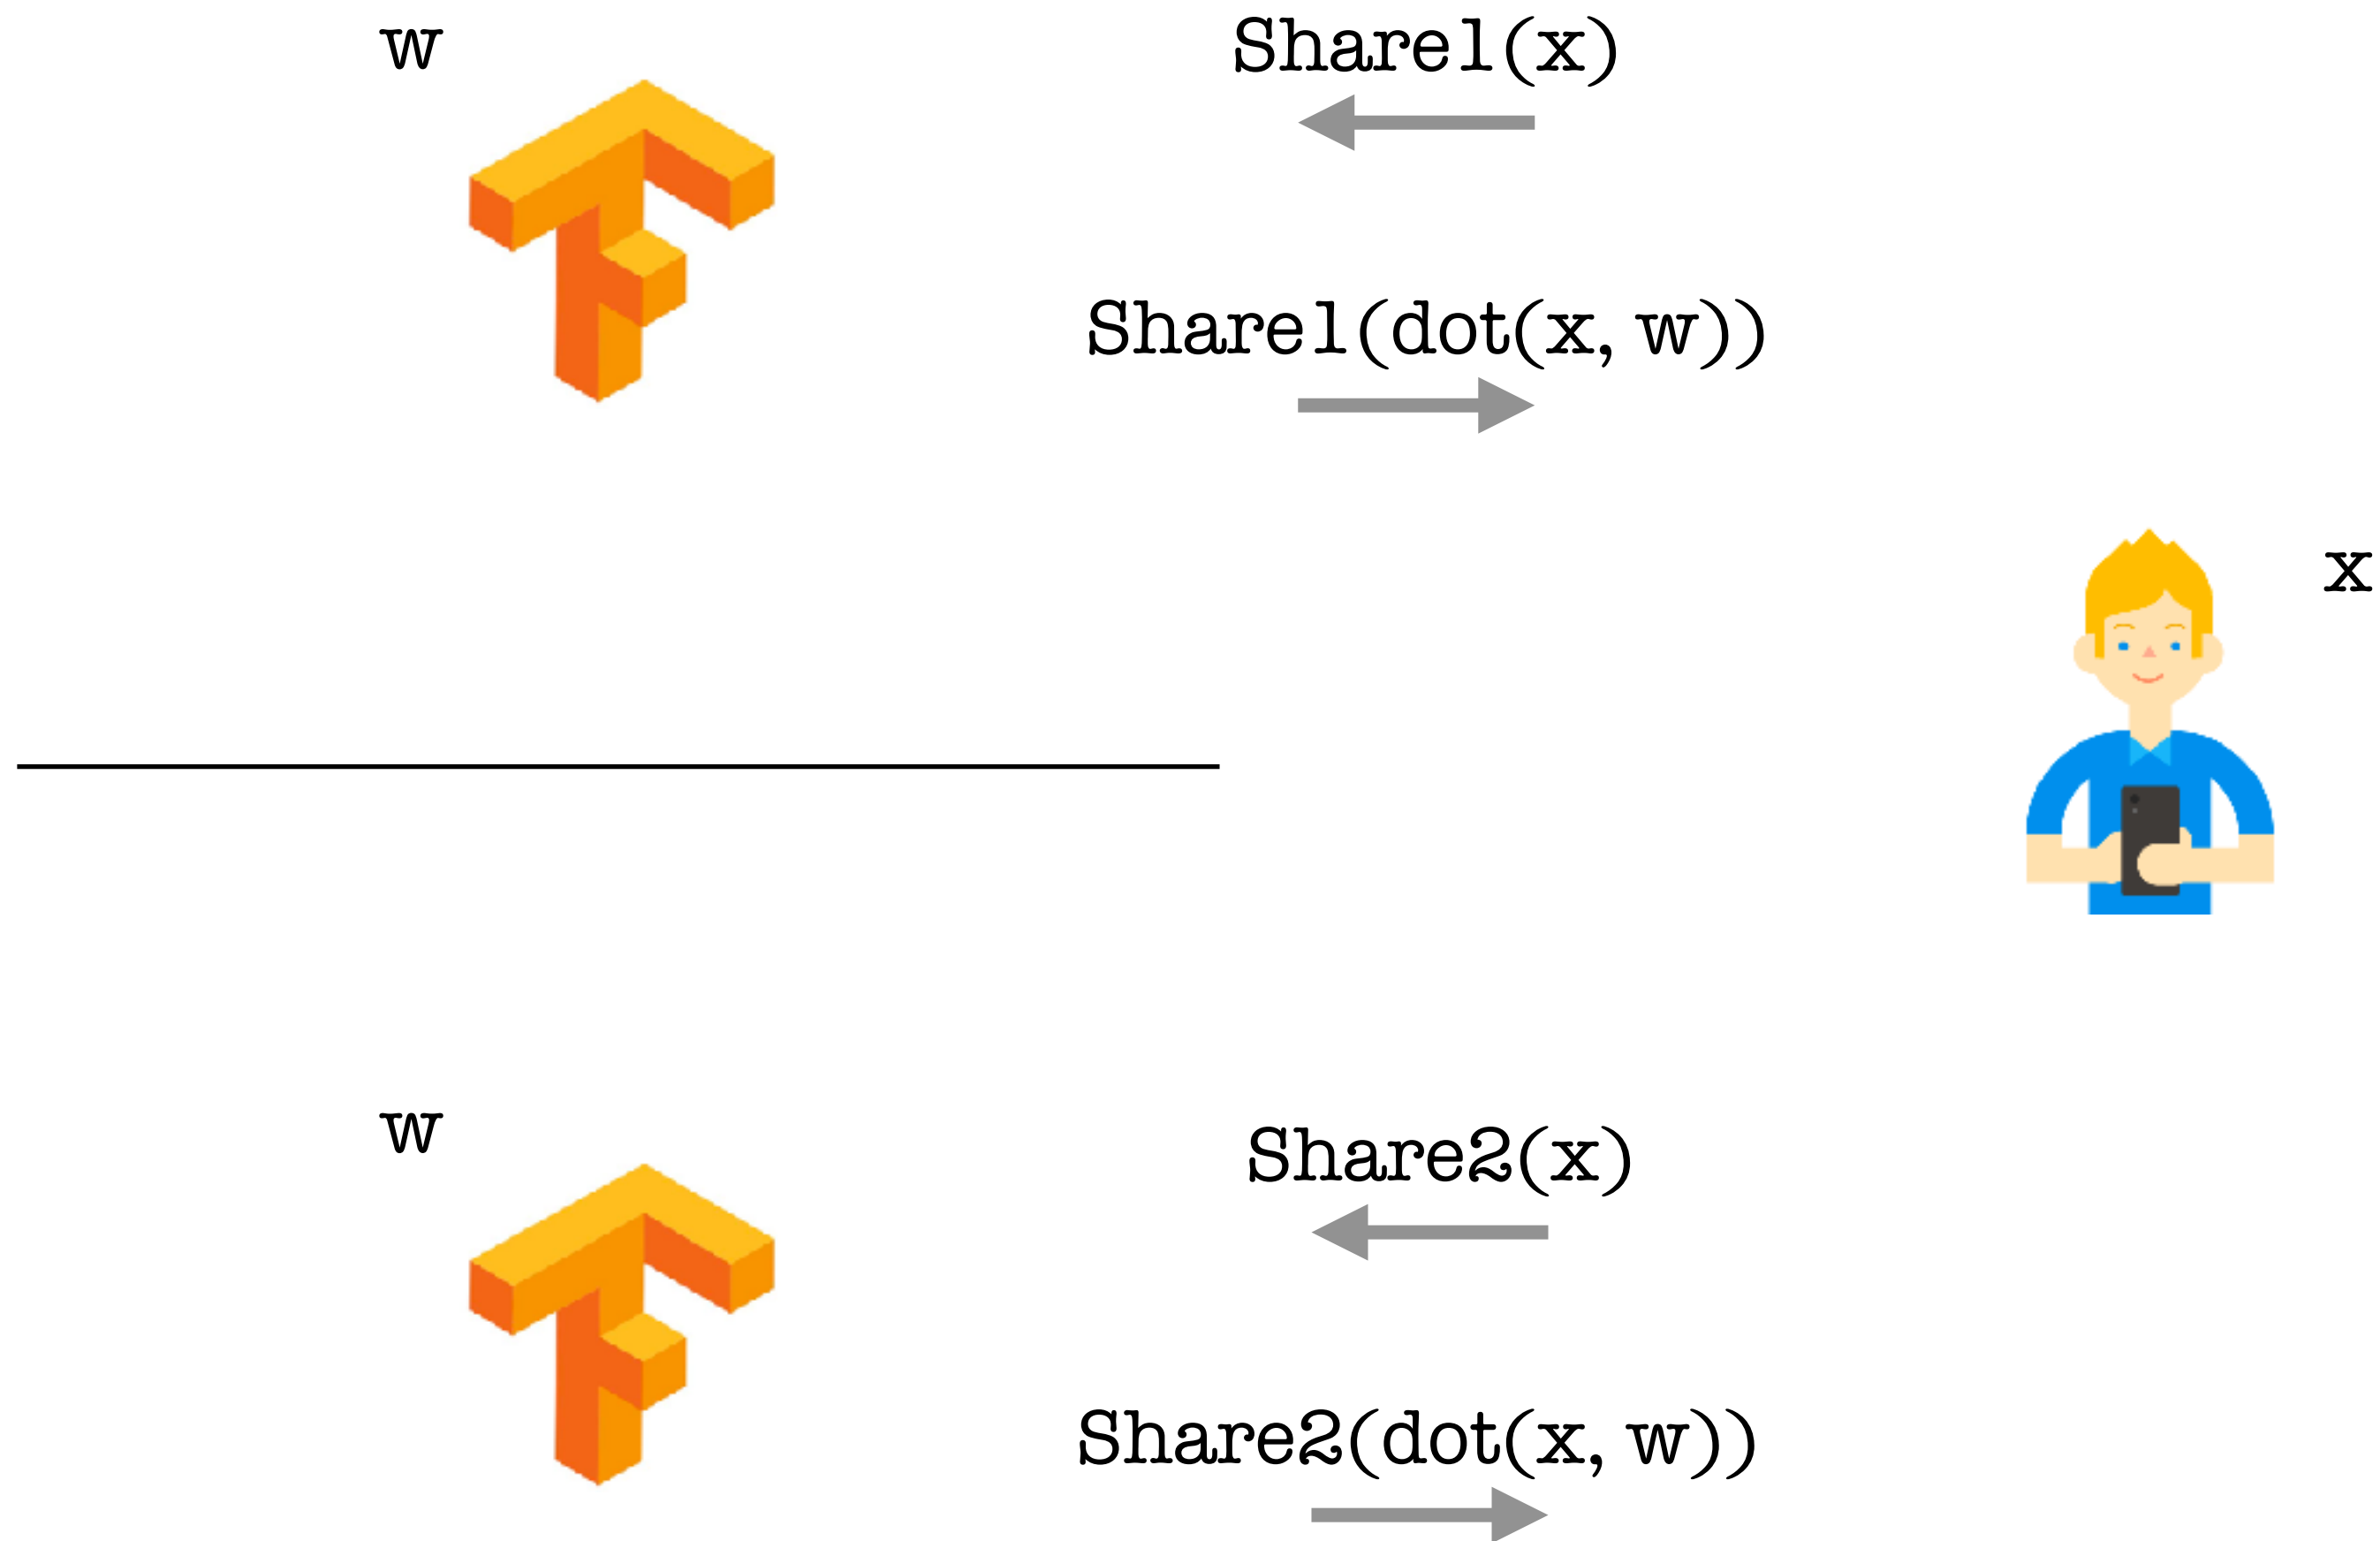 w
Share1(x)
Share1(dot(x, w))
x
w
Share2(x)
Share2(dot(x, w))